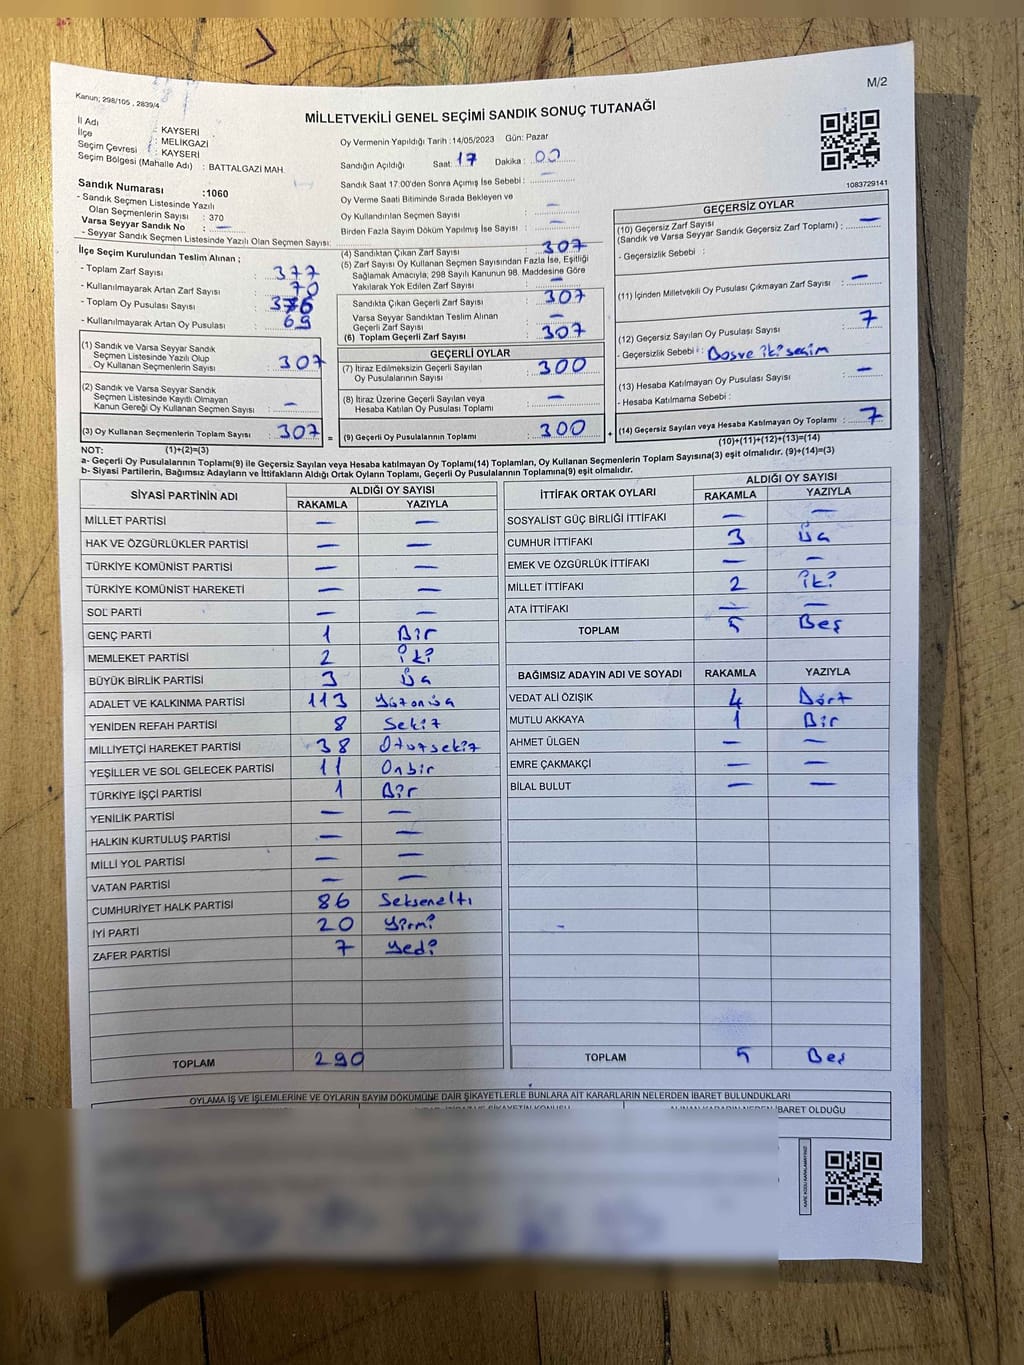 M/2
Kanun; 298/105 , 2839/4
MİLLETVEKİLİ GENEL SEÇİMİ SANDIK SONUÇ TUTANAĞI
İl Adı : KAYSERİ
İlçe : MELİKGAZİ
Seçim Çevresi : KAYSERİ
Seçim Bölgesi (Mahalle Adı) : BATTALGAZİ MAH.
Sandık Numarası :1060
- Sandık Seçmen Listesinde Yazılı
Olan Seçmenlerin Sayısı : 370
Varsa Seyyar Sandık No : —
- Seyyar Sandık Seçmen Listesinde Yazılı Olan Seçmen Sayısı:
Oy Vermenin Yapıldığı Tarih :14/05/2023 Gün: Pazar
Sandığın Açıldığı Saat: 17 Dakika : 00
Sandık Saat 17:00'den Sonra Açımış İse Sebebi : —
Oy Verme Saati Bitiminde Sırada Bekleyen ve
Oy Kullandırılan Seçmen Sayısı —
Birden Fazla Sayım Döküm Yapılmış İse Sayısı : —
1083729141
İlçe Seçim Kurulundan Teslim Alınan ;
- Toplam Zarf Sayısı : 377
- Kullanılmayarak Artan Zarf Sayısı : 70
- Toplam Oy Pusulası Sayısı : 376
- Kullanılmayarak Artan Oy Pusulası : 69
(1) Sandık ve Varsa Seyyar Sandık
Seçmen Listesinde Yazılı Olup
Oy Kullanan Seçmenlerin Sayısı : 307
(2) Sandık ve Varsa Seyyar Sandık
Seçmen Listesinde Kayıtlı Olmayan
Kanun Gereği Oy Kullanan Seçmen Sayısı : —
(3) Oy Kullanan Seçmenlerin Toplam Sayısı : 307 =
(1)+(2)=(3)
(4) Sandıktan Çıkan Zarf Sayısı : 307
(5) Zarf Sayısı Oy Kullanan Seçmen Sayısından Fazla İse, Eşitliği
Sağlamak Amacıyla, 298 Sayılı Kanunun 98. Maddesine Göre
Yakılarak Yok Edilen Zarf Sayısı : —
Sandıkta Çıkan Geçerli Zarf Sayısı : 307
Varsa Seyyar Sandıktan Teslim Alınan
Geçerli Zarf Sayısı : —
(6) Toplam Geçerli Zarf Sayısı : 307
GEÇERLİ OYLAR
(7) İtiraz Edilmeksizin Geçerli Sayılan
Oy Pusulalarının Sayısı : 300
(8) İtiraz Üzerine Geçerli Sayılan veya
Hesaba Katılan Oy Pusulası Toplamı : —
(9) Geçerli Oy Pusulalarının Toplamı : 300 +
GEÇERSİZ OYLAR
(10) Geçersiz Zarf Sayısı
(Sandık ve Varsa Seyyar Sandık Geçersiz Zarf Toplamı) : —
- Geçersizlik Sebebi :
(11) İçinden Milletvekili Oy Pusulası Çıkmayan Zarf Sayısı : —
(12) Geçersiz Sayılan Oy Pusulaşı Sayısı : 7
- Geçersizlik Sebebi : Boşve iki seçim
(13) Hesaba Katılmayan Oy Pusulası Sayısı : —
- Hesaba Katılmama Sebebi :
(14) Geçersiz Sayılan veya Hesaba Katılmayan Oy Toplamı : 7
(10)+(11)+(12)+(13)=(14)
NOT:
a- Geçerli Oy Pusulalarının Toplamı(9) ile Geçersiz Sayılan veya Hesaba katılmayan Oy Toplamı(14) Toplamları, Oy Kullanan Seçmenlerin Toplam Sayısına(3) eşit olmalıdır. (9)+(14)=(3)
b- Siyasi Partilerin, Bağımsız Adayların ve İttifakların Aldığı Ortak Oyların Toplamı, Geçerli Oy Pusulalarının Toplamına(9) eşit olmalıdır.
SİYASİ PARTİNİN ADI ALDIĞI OY SAYISI
RAKAMLA YAZIYLA
MİLLET PARTİSİ — —
HAK VE ÖZGÜRLÜKLER PARTİSİ — —
TÜRKİYE KOMÜNİST PARTİSİ — —
TÜRKİYE KOMÜNİST HAREKETİ — —
SOL PARTİ — —
GENÇ PARTİ 1 Bir
MEMLEKET PARTİSİ 2 İki
BÜYÜK BİRLİK PARTİSİ 3 Üç
ADALET VE KALKINMA PARTİSİ 113 Yüzonüç
YENİDEN REFAH PARTİSİ 8 Sekiz
MİLLİYETÇİ HAREKET PARTİSİ 38 Otuzsekiz
YEŞİLLER VE SOL GELECEK PARTİSİ 11 Onbir
TÜRKİYE İŞÇİ PARTİSİ 1 Bir
YENİLİK PARTİSİ — —
HALKIN KURTULUŞ PARTİSİ — —
MİLLİ YOL PARTİSİ — —
VATAN PARTİSİ — —
CUMHURİYET HALK PARTİSİ 86 Seksenaltı
İYİ PARTİ 20 Yirmi
ZAFER PARTİSİ 7 Yedi
TOPLAM 290
İTTİFAK ORTAK OYLARI ALDIĞI OY SAYISI
RAKAMLA YAZIYLA
SOSYALİST GÜÇ BİRLİĞİ İTTİFAKI — —
CUMHUR İTTİFAKI 3 Üç
EMEK VE ÖZGÜRLÜK İTTİFAKI — —
MİLLET İTTİFAKI 2 İki
ATA İTTİFAKI — —
TOPLAM 5 Beş
BAĞIMSIZ ADAYIN ADI VE SOYADI RAKAMLA YAZIYLA
VEDAT ALİ ÖZIŞIK 4 Dört
MUTLU AKKAYA 1 Bir
AHMET ÜLGEN — —
EMRE ÇAKMAKÇİ — —
BİLAL BULUT — —
TOPLAM 5 Beş
OYLAMA İŞ VE İŞLEMLERİNE VE OYLARIN SAYIM DÖKÜMÜNE DAİR ŞİKAYETLERLE BUNLARA AİT KARARLARIN NELERDEN İBARET BULUNDUKLARI
İBARET OLDUĞU